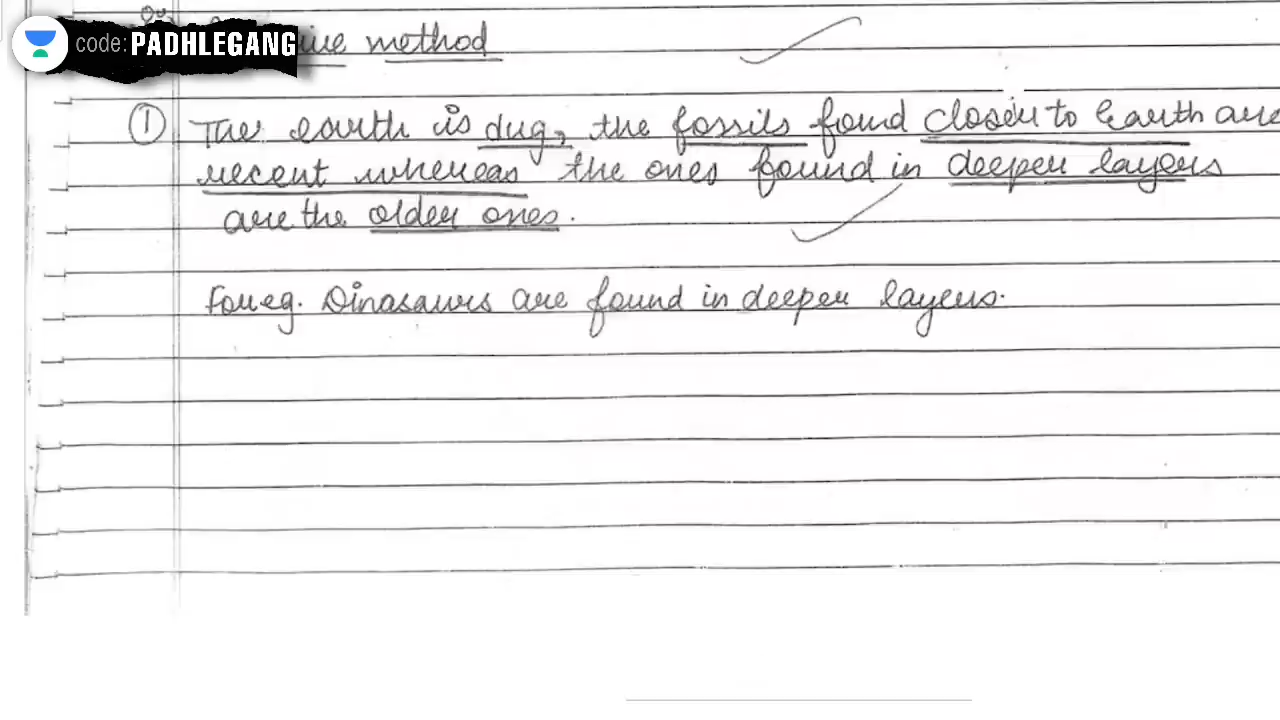 code: PADHLEGANG
method
① The earth is dug, the fossils found closer to Earth are
recent whereas the ones found in deeper layers
are the older ones.
For eg. Dinasaurs are found in deeper layers.